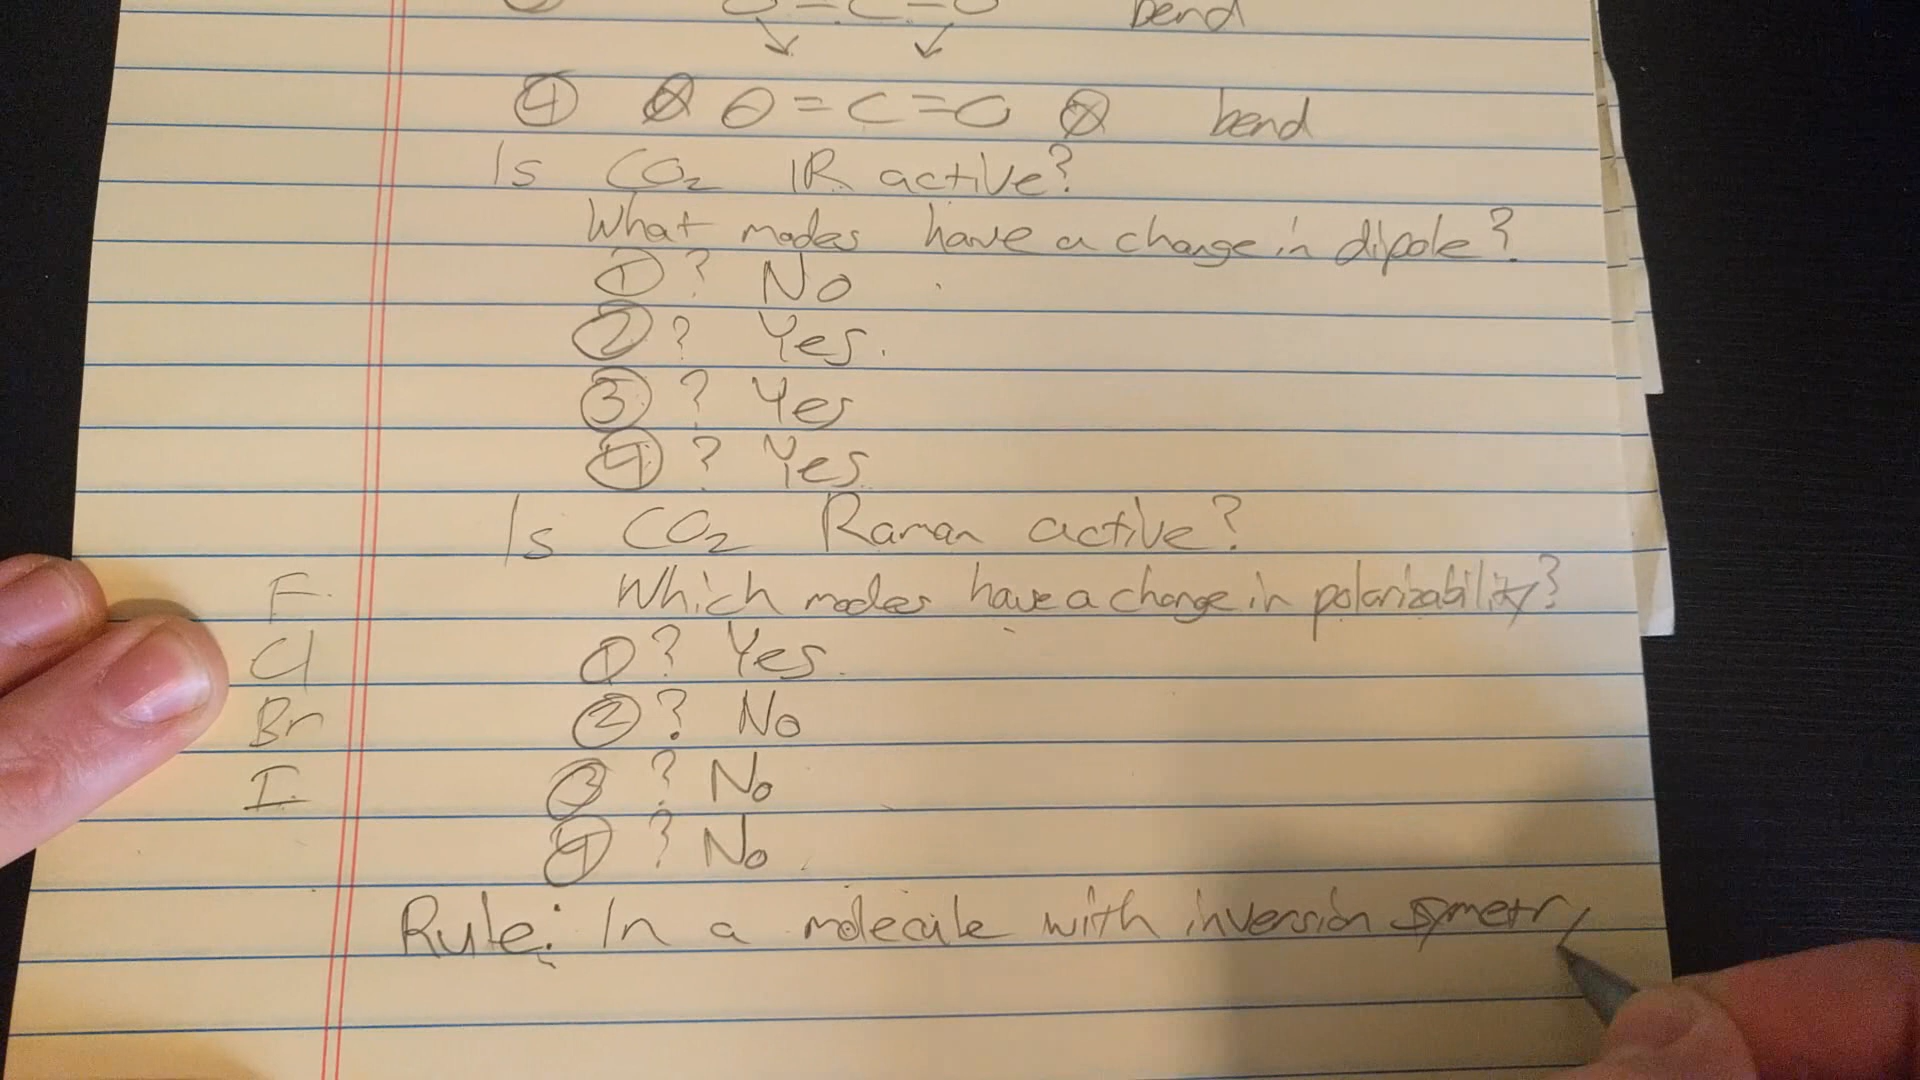 O=C=O bend
④ ⊗ O=C=O ⊗ bend
Is CO₂ IR active?
What modes have a change in dipole?
① ? No
② ? Yes.
③ ? Yes
④ ? Yes
Is CO₂ Raman active?
F Which modes have a change in polarizability?
Cl ① ? Yes.
Br ② ? No
I ③ ? No
④ ? No
Rule: In a molecule with inversion symetry